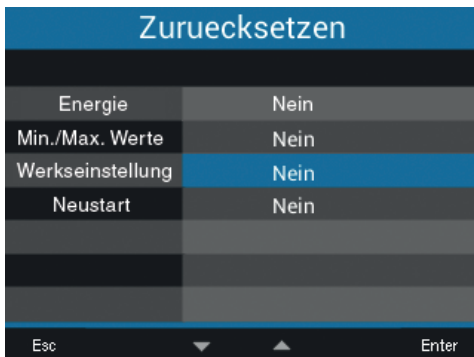 Zuruecksetzen
Energie Nein
Min./Max. Werte Nein
Werkseinstellung Nein
Neustart Nein
Esc Enter